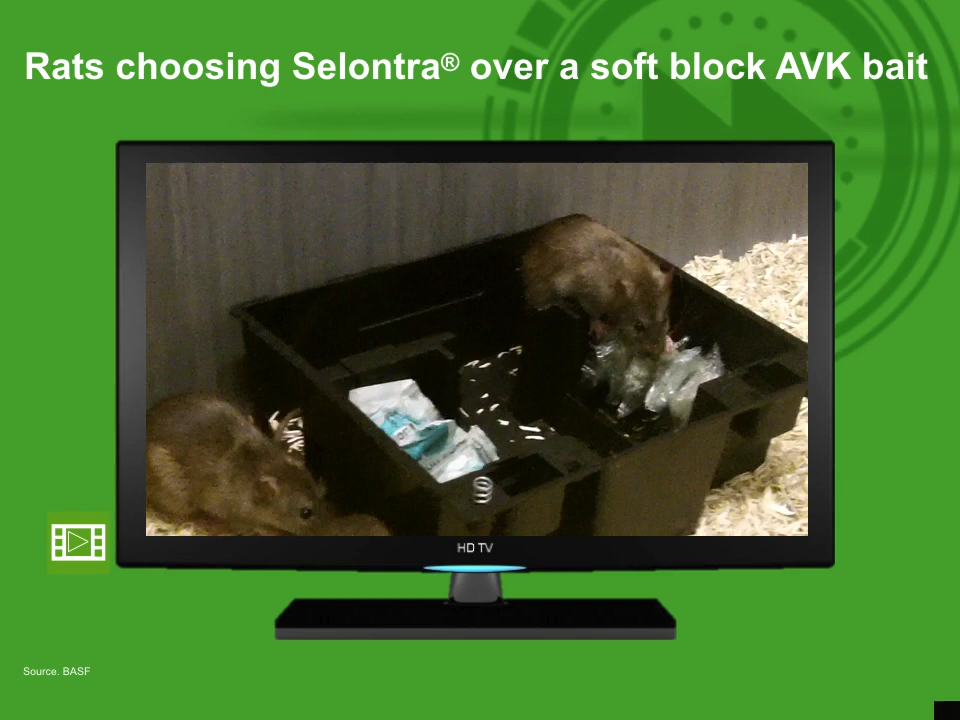 Rats choosing Selontra® over a soft block AVK bait
HD TV
Source. BASF